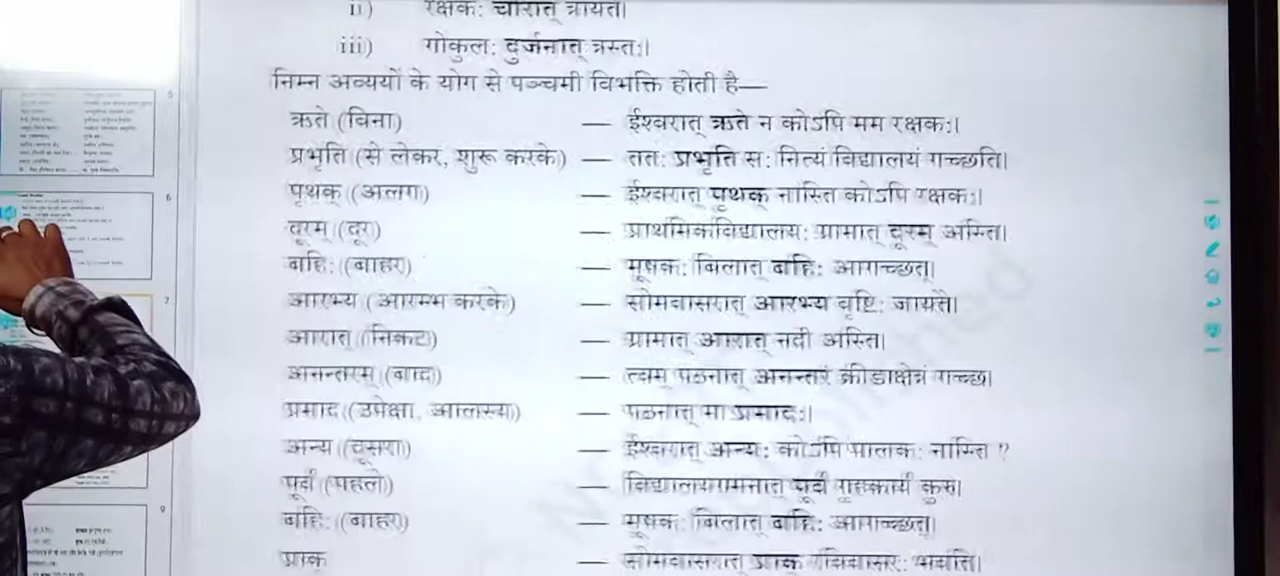 ii) रक्षक: चौरात् त्रायते।
iii) गोकुल: दुर्जनात् त्रस्त:।
निम्न अव्ययों के योग से पञ्चमी विभक्ति होती है—
ऋते (बिना) — ईश्वरात् ऋते न कोऽपि मम रक्षक:।
प्रभृति (से लेकर, शुरू करके) — तत: प्रभृति स: नित्यं विद्यालयं गच्छति।
पृथक् (अलग) — ईश्वरात् पृथक् नास्ति कोऽपि रक्षक:।
दूरम् (दूर) — प्राथमिकविद्यालय: ग्रामात् दूरम् अस्ति।
बहि: (बाहर) — मूषक: बिलात् बहि: आगच्छत्।
आरभ्य (आरम्भ करके) — सोमवासरात् आरभ्य वृष्टि: जायते।
आरात् (निकट) — ग्रामात् आरात् नदी अस्ति।
अनन्तरम् (बाद) — त्वम् पठनात् अनन्तरं क्रीडाक्षेत्रं गच्छ।
प्रमाद (उपेक्षा, आलस्य) — पठनात् मा प्रमाद:।
अन्य (दूसरा) — ईश्वरात् अन्य: कोऽपि पालक: नास्ति ?
पूर्वं (पहले) — विद्यालयगमनात् पूर्वं गृहकार्यं कुरु।
बहि: (बाहर) — मूषक: बिलात् बहि: आगच्छत्।
प्राक् — सोमवासरात् प्राक् रविवासर: भवति।